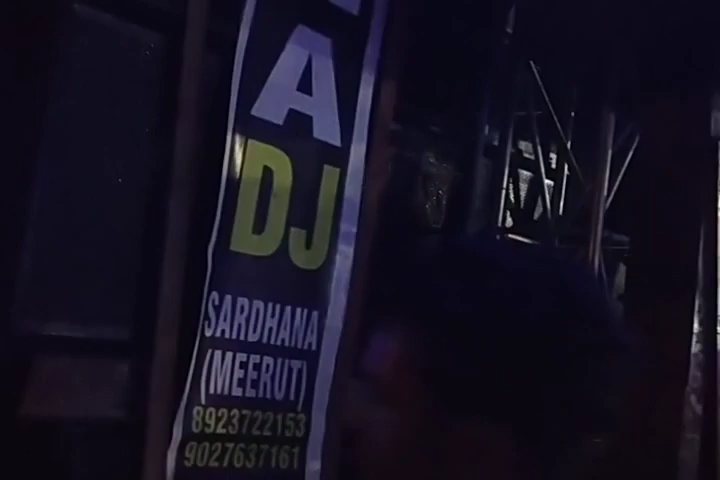 A
DJ
SARDHANA
(MEERUT)
8923722153
9027637161